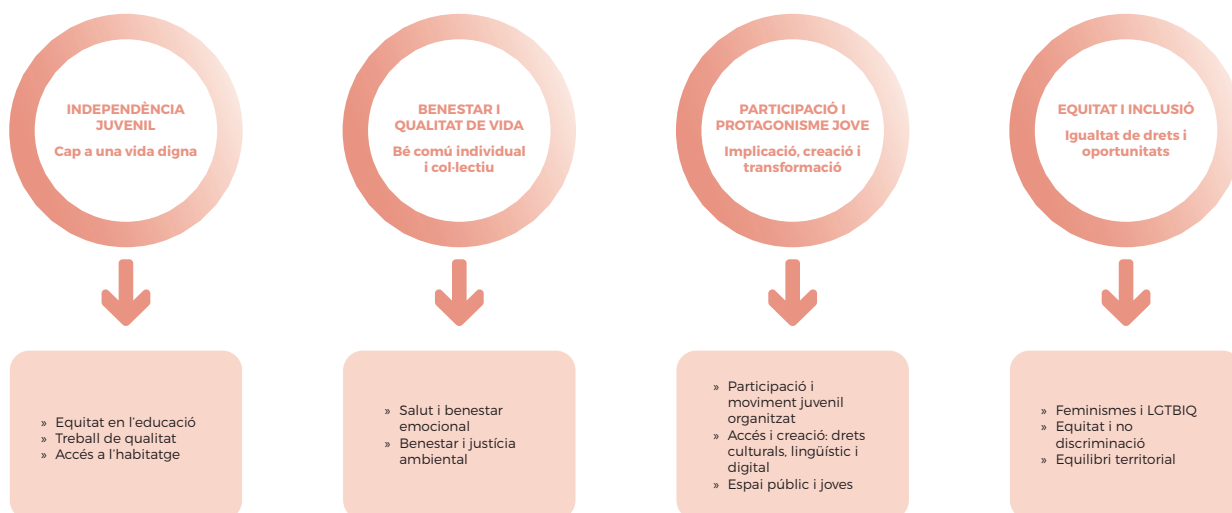 INDEPENDÈNCIA
JUVENIL
Cap a una vida digna
» Equitat en l'educació
» Treball de qualitat
» Accés a l'habitatge
BENESTAR I
QUALITAT DE VIDA
Bé comú individual
i col·lectiu
» Salut i benestar
emocional
» Benestar i justícia
ambiental
PARTICIPACIÓ I
PROTAGONISME JOVE
Implicació, creació i
transformació
» Participació i
moviment juvenil
organitzat
» Accés i creació: drets
culturals, lingüístic i
digital
» Espai públic i joves
EQUITAT I INCLUSIÓ
Igualtat de drets i
oportunitats
» Feminismes i LGTBIQ
» Equitat i no
discriminació
» Equilibri territorial